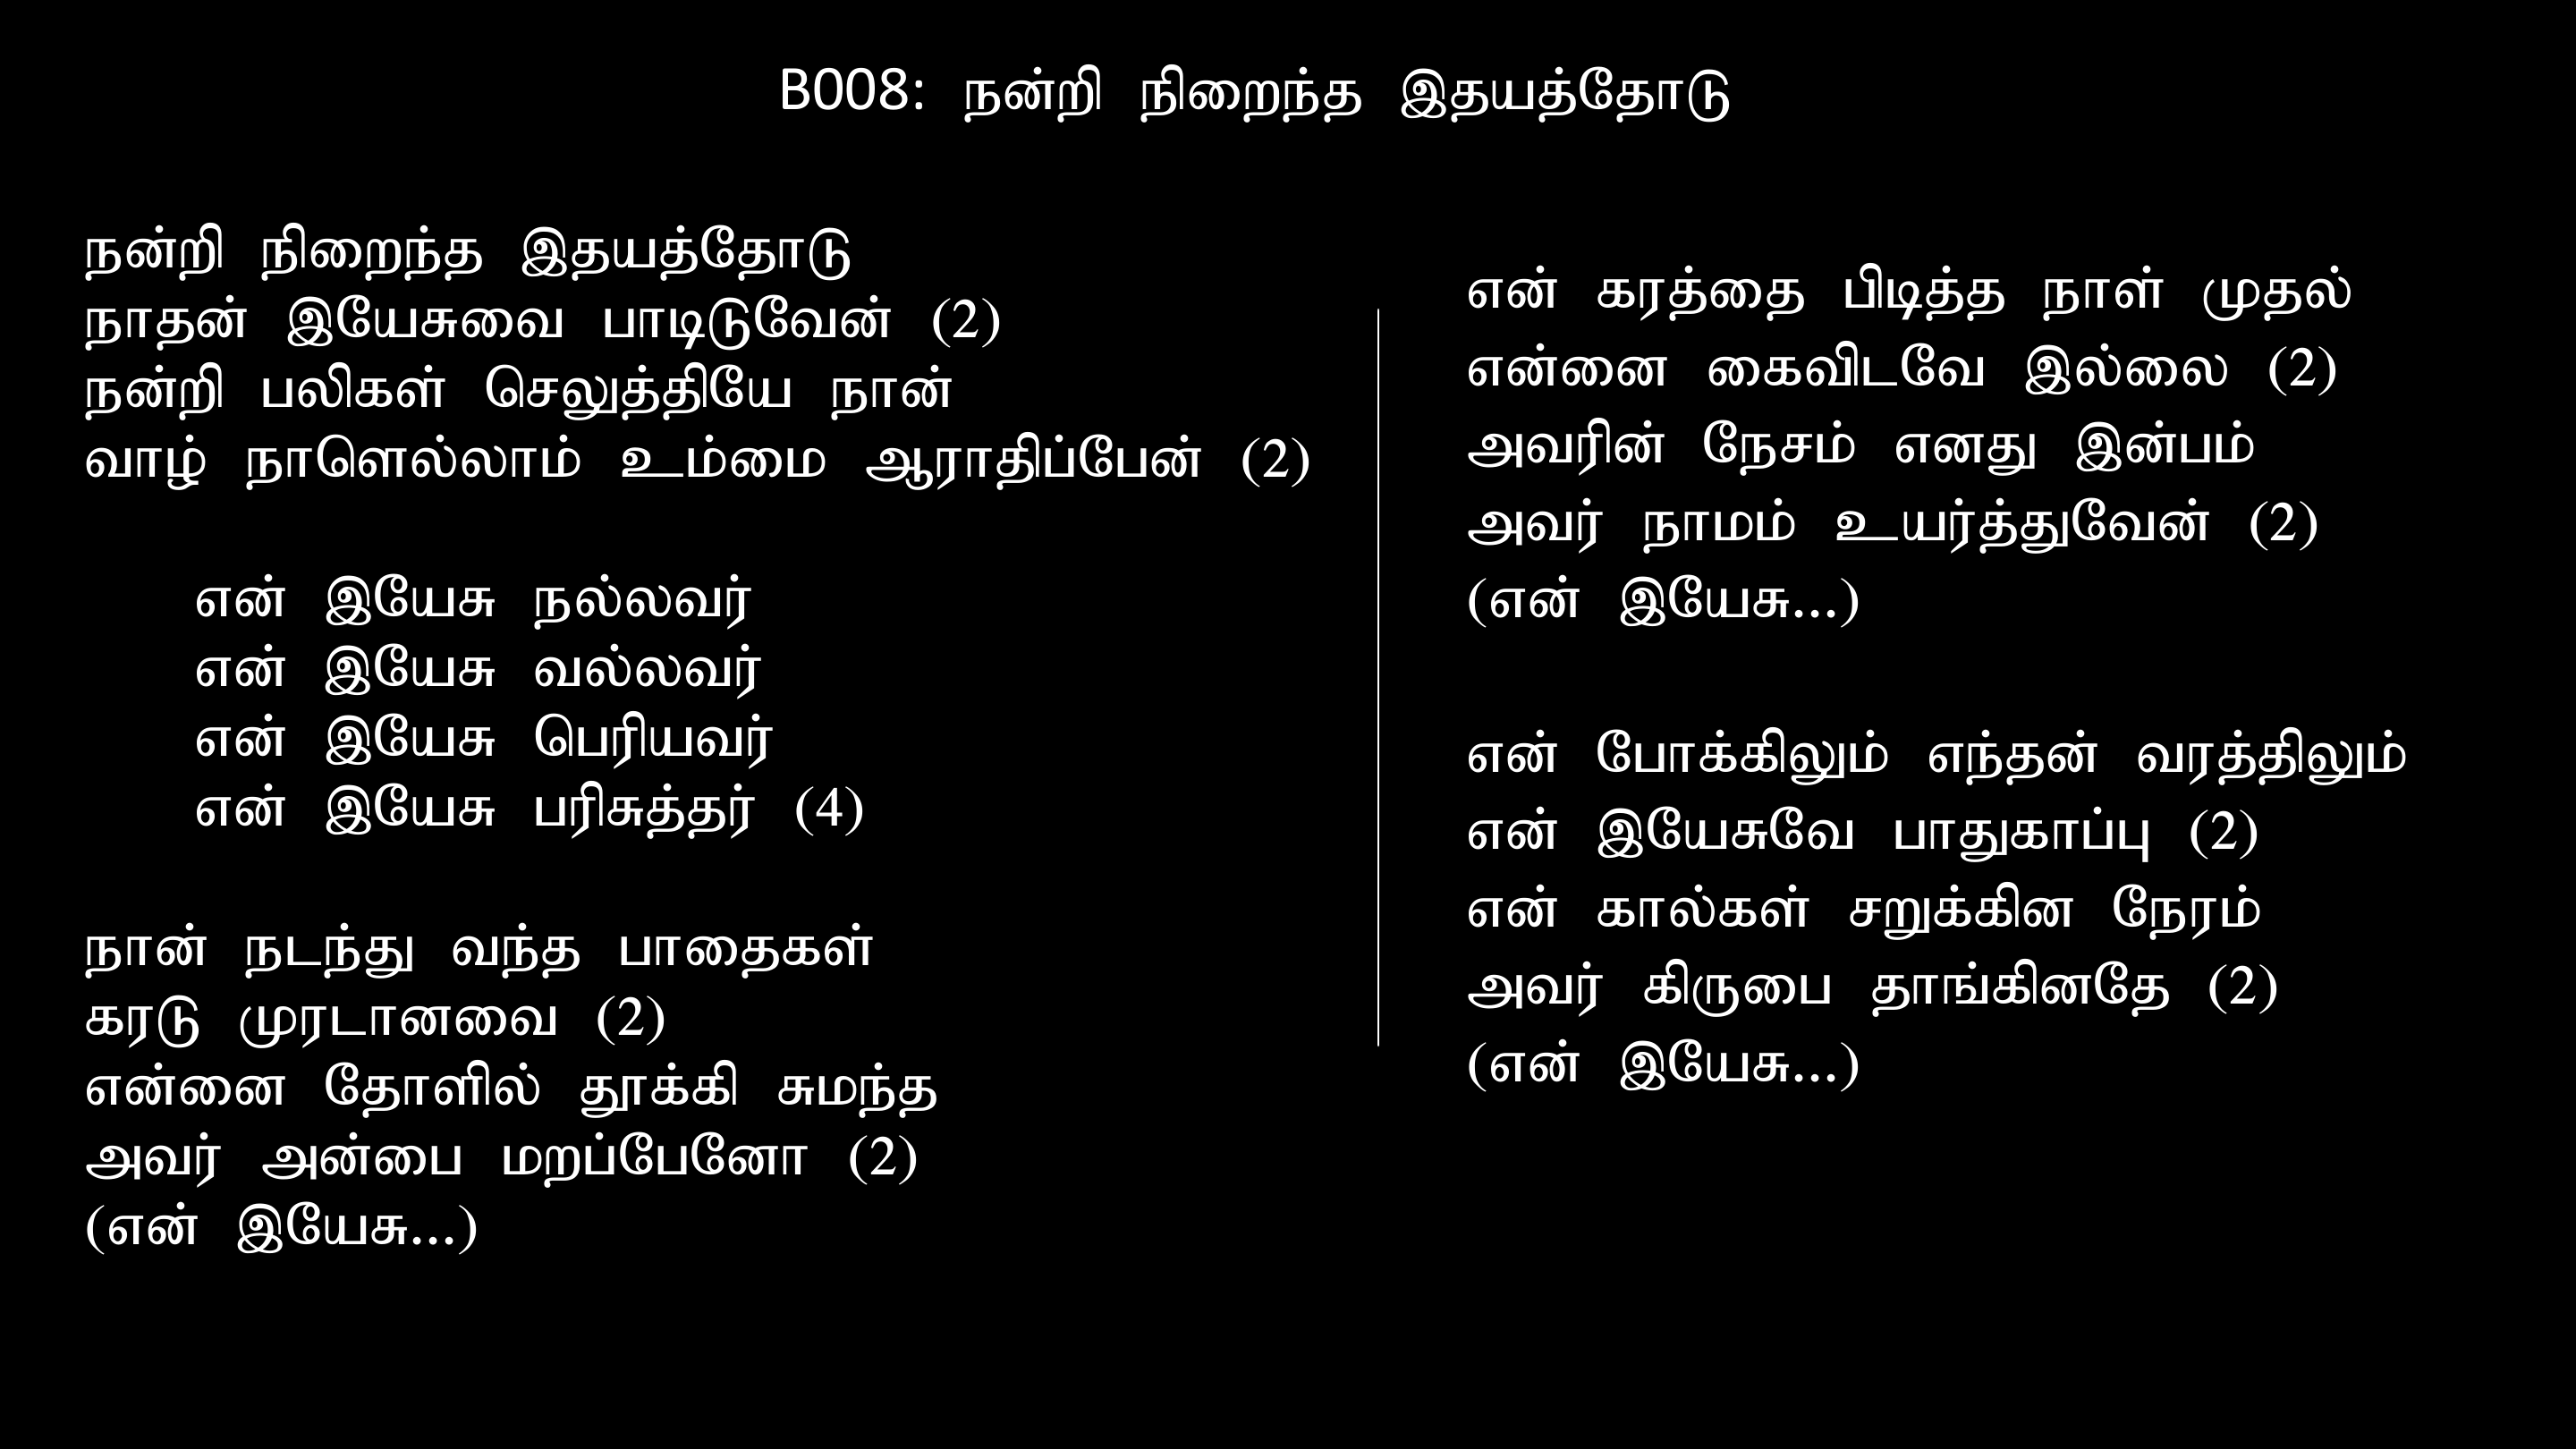 B008: நன்றி நிறைந்த இதயத்தோடு
நன்றி நிறைந்த இதயத்தோடு
நாதன் இயேசுவை பாடிடுவேன் (2)
நன்றி பலிகள் செலுத்தியே நான்
வாழ் நாளெல்லாம் உம்மை ஆராதிப்பேன் (2)
என் இயேசு நல்லவர்
என் இயேசு வல்லவர்
என் இயேசு பெரியவர்
என் இயேசு பரிசுத்தர் (4)
நான் நடந்து வந்த பாதைகள்
கரடு முரடானவை (2)
என்னை தோளில் தூக்கி சுமந்த
அவர் அன்பை மறப்பேனோ (2)
(என் இயேசு...)
என் கரத்தை பிடித்த நாள் முதல்
என்னை கைவிடவே இல்லை (2)
அவரின் நேசம் எனது இன்பம்
அவர் நாமம் உயர்த்துவேன் (2)
(என் இயேசு...)
என் போக்கிலும் எந்தன் வரத்திலும்
என் இயேசுவே பாதுகாப்பு (2)
என் கால்கள் சறுக்கின நேரம்
அவர் கிருபை தாங்கினதே (2)
(என் இயேசு...)